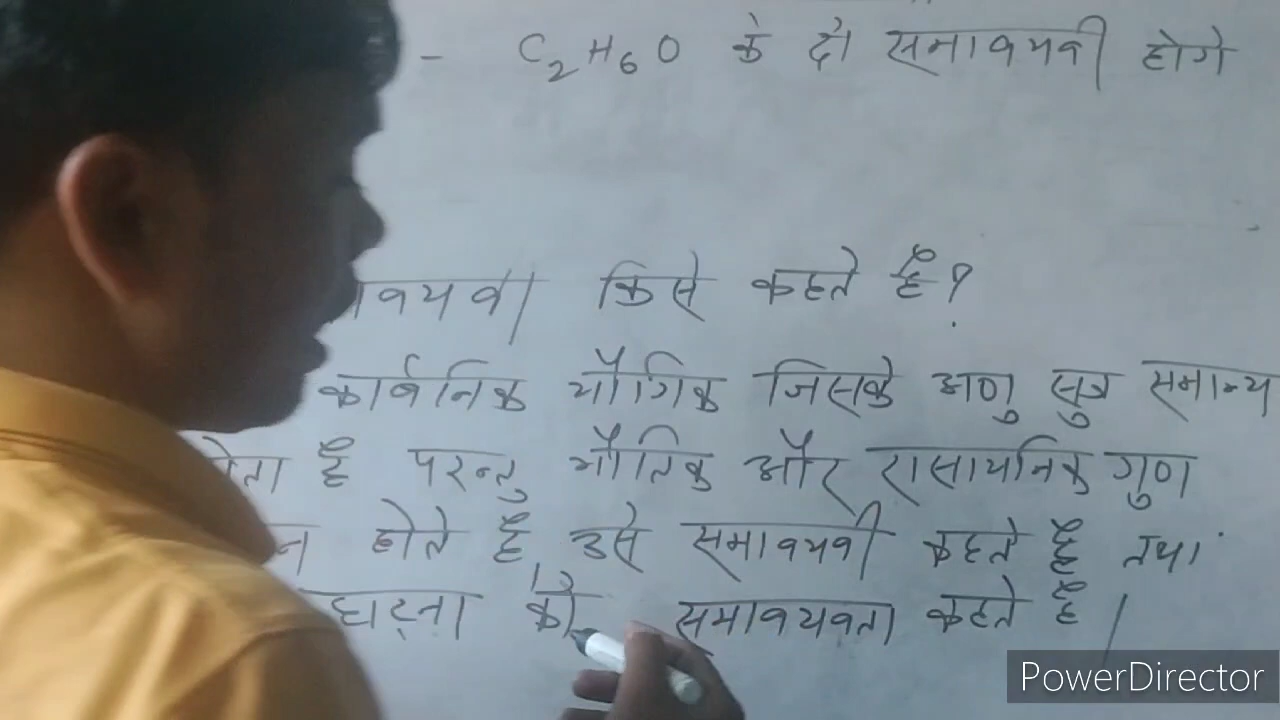 - C2H6O के दो समावयवी होगे
किसे कहते है?
कार्बनिक यौगिक जिसके अणु सुत्र समान्य
है परन्तु भौतिक और रासायनिक गुण
होते है उसे समावयवी कहते है तथा
घटना को समावयवता कहते है।
PowerDirector